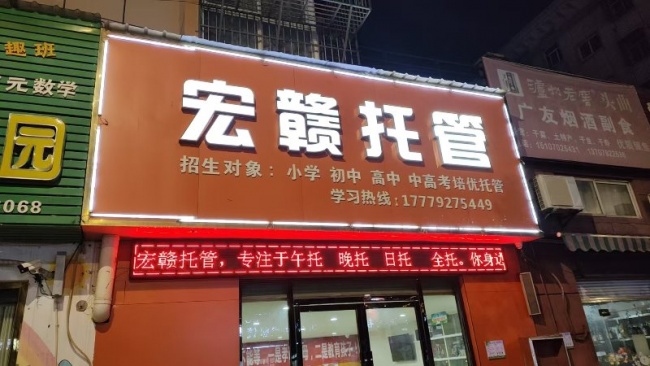 趣班
元数学
园
068
宏赣托管
招生对象：小学 初中 高中 中高考培优托管
学习热线:17779275449
宏赣托管，专注于午托 晚托 日托 全托。你身边
广友烟酒副食